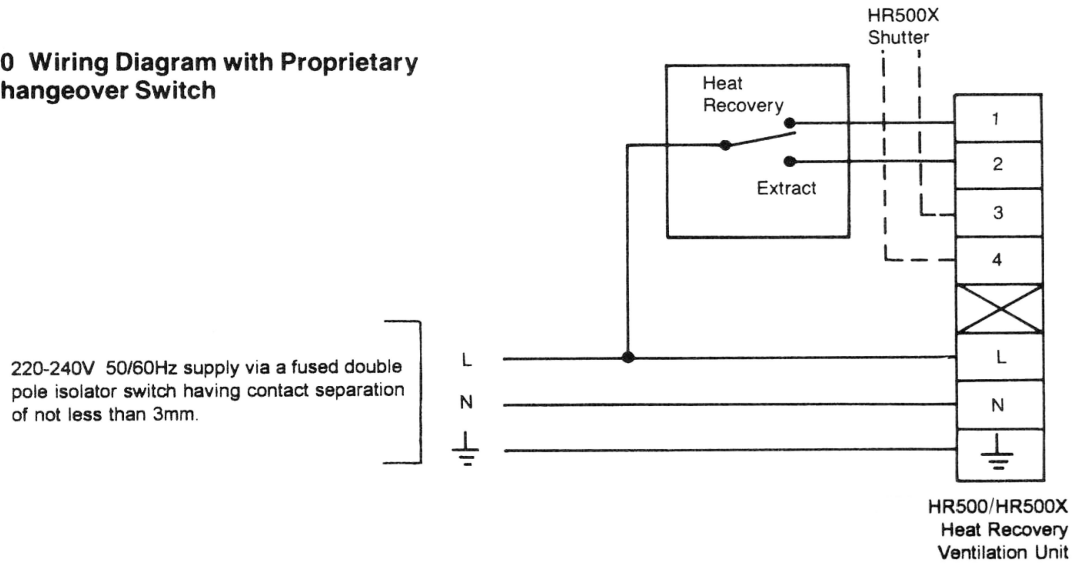 0 Wiring Diagram with Proprietary
hangeover Switch
HR500X
Shutter
Heat
Recovery
Extract
1
2
3
4
220-240V 50/60Hz supply via a fused double
pole isolator switch having contact separation
of not less than 3mm.
L
N
L
N
HR500/HR500X
Heat Recovery
Ventilation Unit